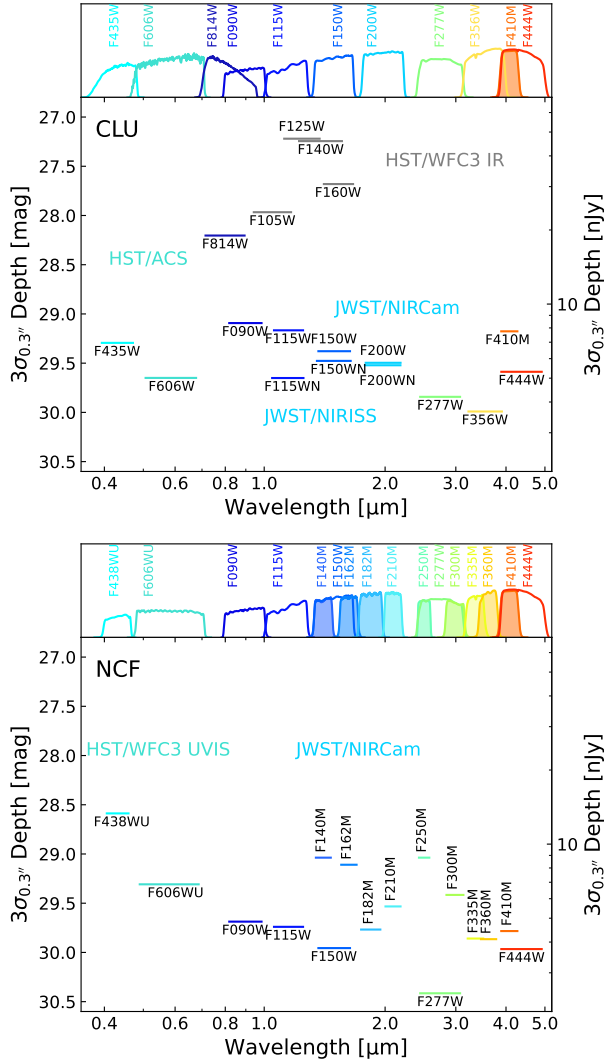 F435W F606W F814W F090W F115W F150W F200W F277W F356W F410M F444W
CLU
27.0
27.5
28.0
28.5
29.0
29.5
30.0
30.5
3σ0.3″ Depth [mag]
10
3σ0.3″ Depth [nJy]
F125W
F140W
HST/WFC3 IR
F160W
F105W
F814W
HST/ACS
JWST/NIRCam
F090W
F115W F150W
F410M
F435W
F200W
F150WN
F606W
F115WN
F200WN
F444W
F277W
JWST/NIRISS
F356W
0.4 0.6 0.8 1.0 2.0 3.0 4.0 5.0
Wavelength [μm]
F438WU F606WU F090W F115W F140M F150W F162M F182M F210M F250M F277W F300M F335M F360M F410M F444W
NCF
27.0
27.5
28.0
28.5
29.0
29.5
30.0
30.5
3σ0.3″ Depth [mag]
10
3σ0.3″ Depth [nJy]
HST/WFC3 UVIS
JWST/NIRCam
F438WU
F140M
F162M
F250M
F300M
F606WU
F182M
F210M
F335M
F360M
F410M
F090W
F115W
F150W
F444W
F277W
0.4 0.6 0.8 1.0 2.0 3.0 4.0 5.0
Wavelength [μm]